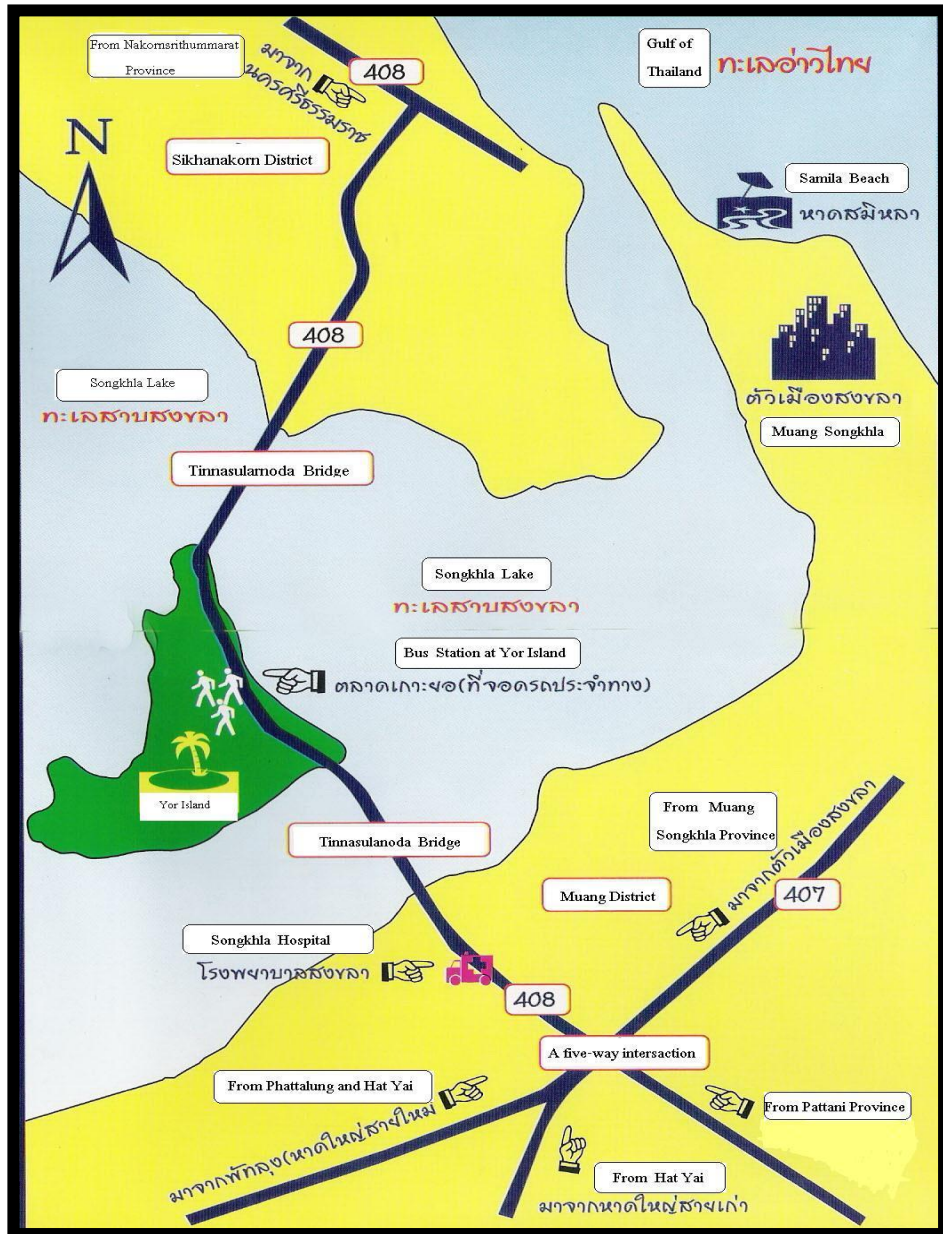 From Nakornsrithummarat
Province
มาจาก
นครศรีธรรมราช
408
Gulf of
Thailand
ทะเลอ่าวไทย
N
Sikhanakorn District
Samila Beach
หาดสมิหลา
408
Songkhla Lake
ทะเลสาบสงขลา
ตัวเมืองสงขลา
Muang Songkhla
Tinnasularnoda Bridge
Songkhla Lake
ทะเลสาบสงขลา
Bus Station at Yor Island
ตลาดเกาะยอ(ที่จอดรถประจำทาง)
Yor Island
From Muang
Songkhla Province
มาจากตัวเมืองสงขลา
Tinnasulanoda Bridge
Muang District
407
Songkhla Hospital
โรงพยาบาลสงขลา
408
A five-way intersaction
From Phattalung and Hat Yai
มาจากพัทลุง(หาดใหญ่สายใหม่
From Pattani Province
From Hat Yai
มาจากหาดใหญ่สายเก่า